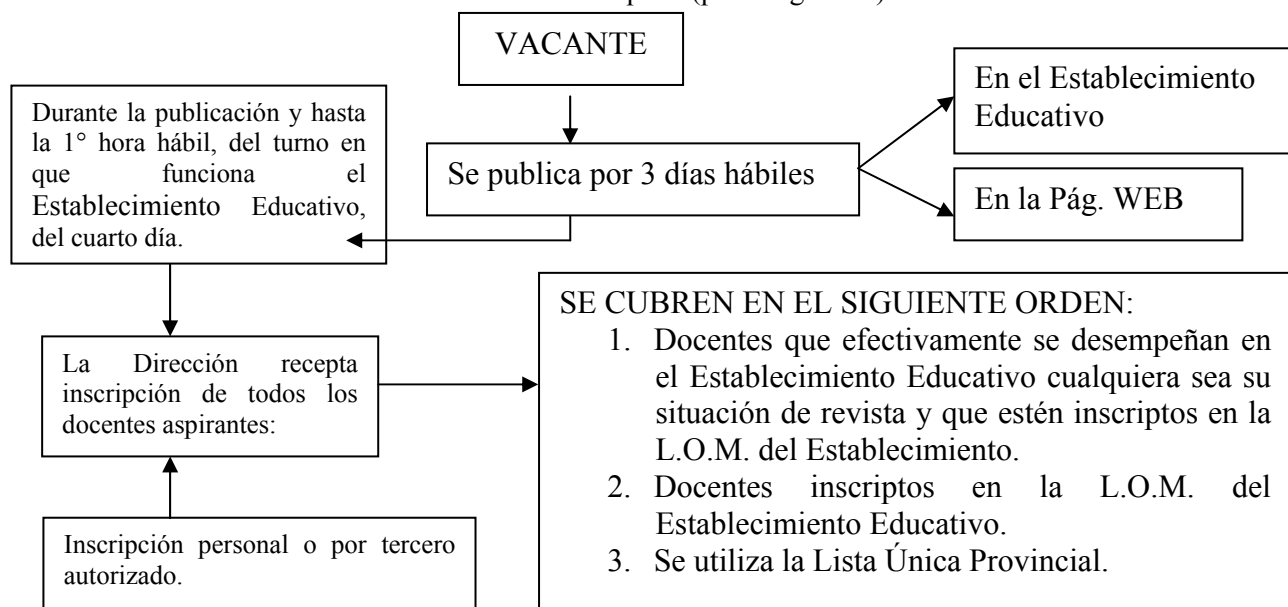 VACANTE
En el Establecimiento
Educativo
Durante la publicación y hasta
la 1° hora hábil, del turno en
que funciona el
Establecimiento Educativo,
del cuarto día.
Se publica por 3 días hábiles
En la Pág. WEB
La Dirección recepta
inscripción de todos los
docentes aspirantes:
SE CUBREN EN EL SIGUIENTE ORDEN:
1. Docentes que efectivamente se desempeñan en
el Establecimiento Educativo cualquiera sea su
situación de revista y que estén inscriptos en la
L.O.M. del Establecimiento.
2. Docentes inscriptos en la L.O.M. del
Establecimiento Educativo.
3. Se utiliza la Lista Única Provincial.
Inscripción personal o por tercero
autorizado.